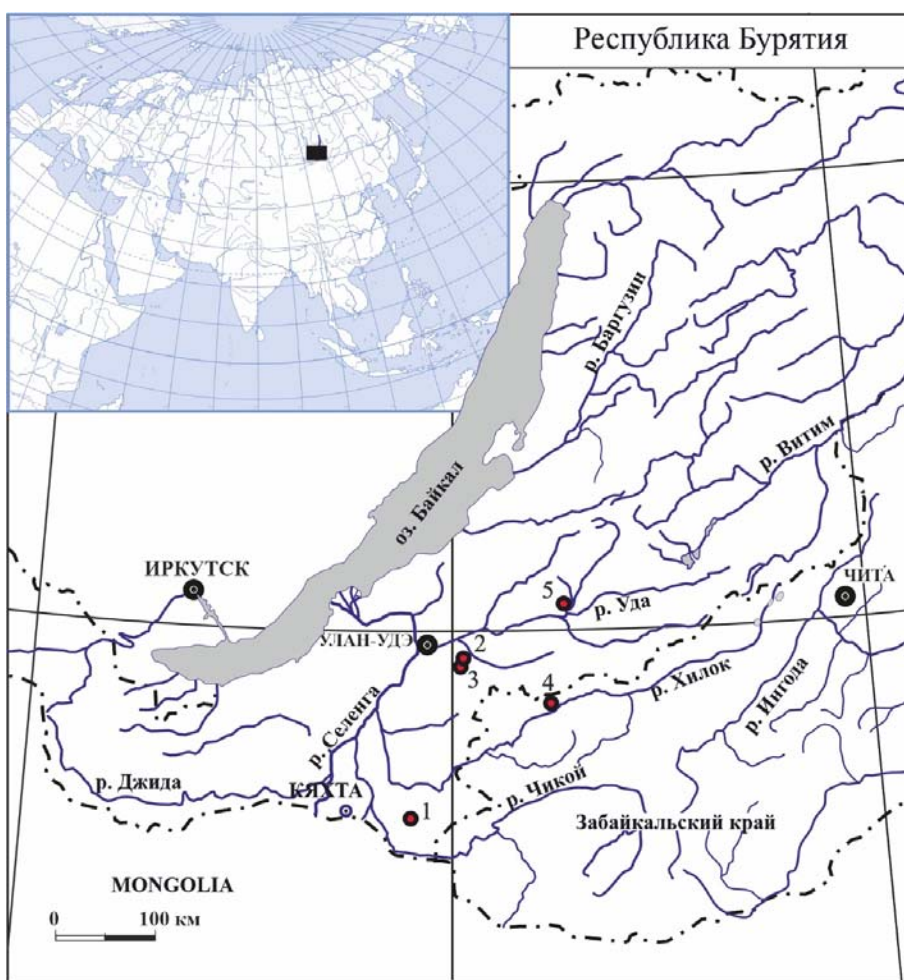 Республика Бурятия
р. Баргузин
р. Витим
оз. Байкал
ИРКУТСК
ЧИТА
5
р. Уда
УЛАН-УДЭ
2
3
4
р. Хилок
р. Ингода
р. Селенга
р. Джида
КЯХТА
р. Чикой
1
Забайкальский край
MONGOLIA
0 100 км